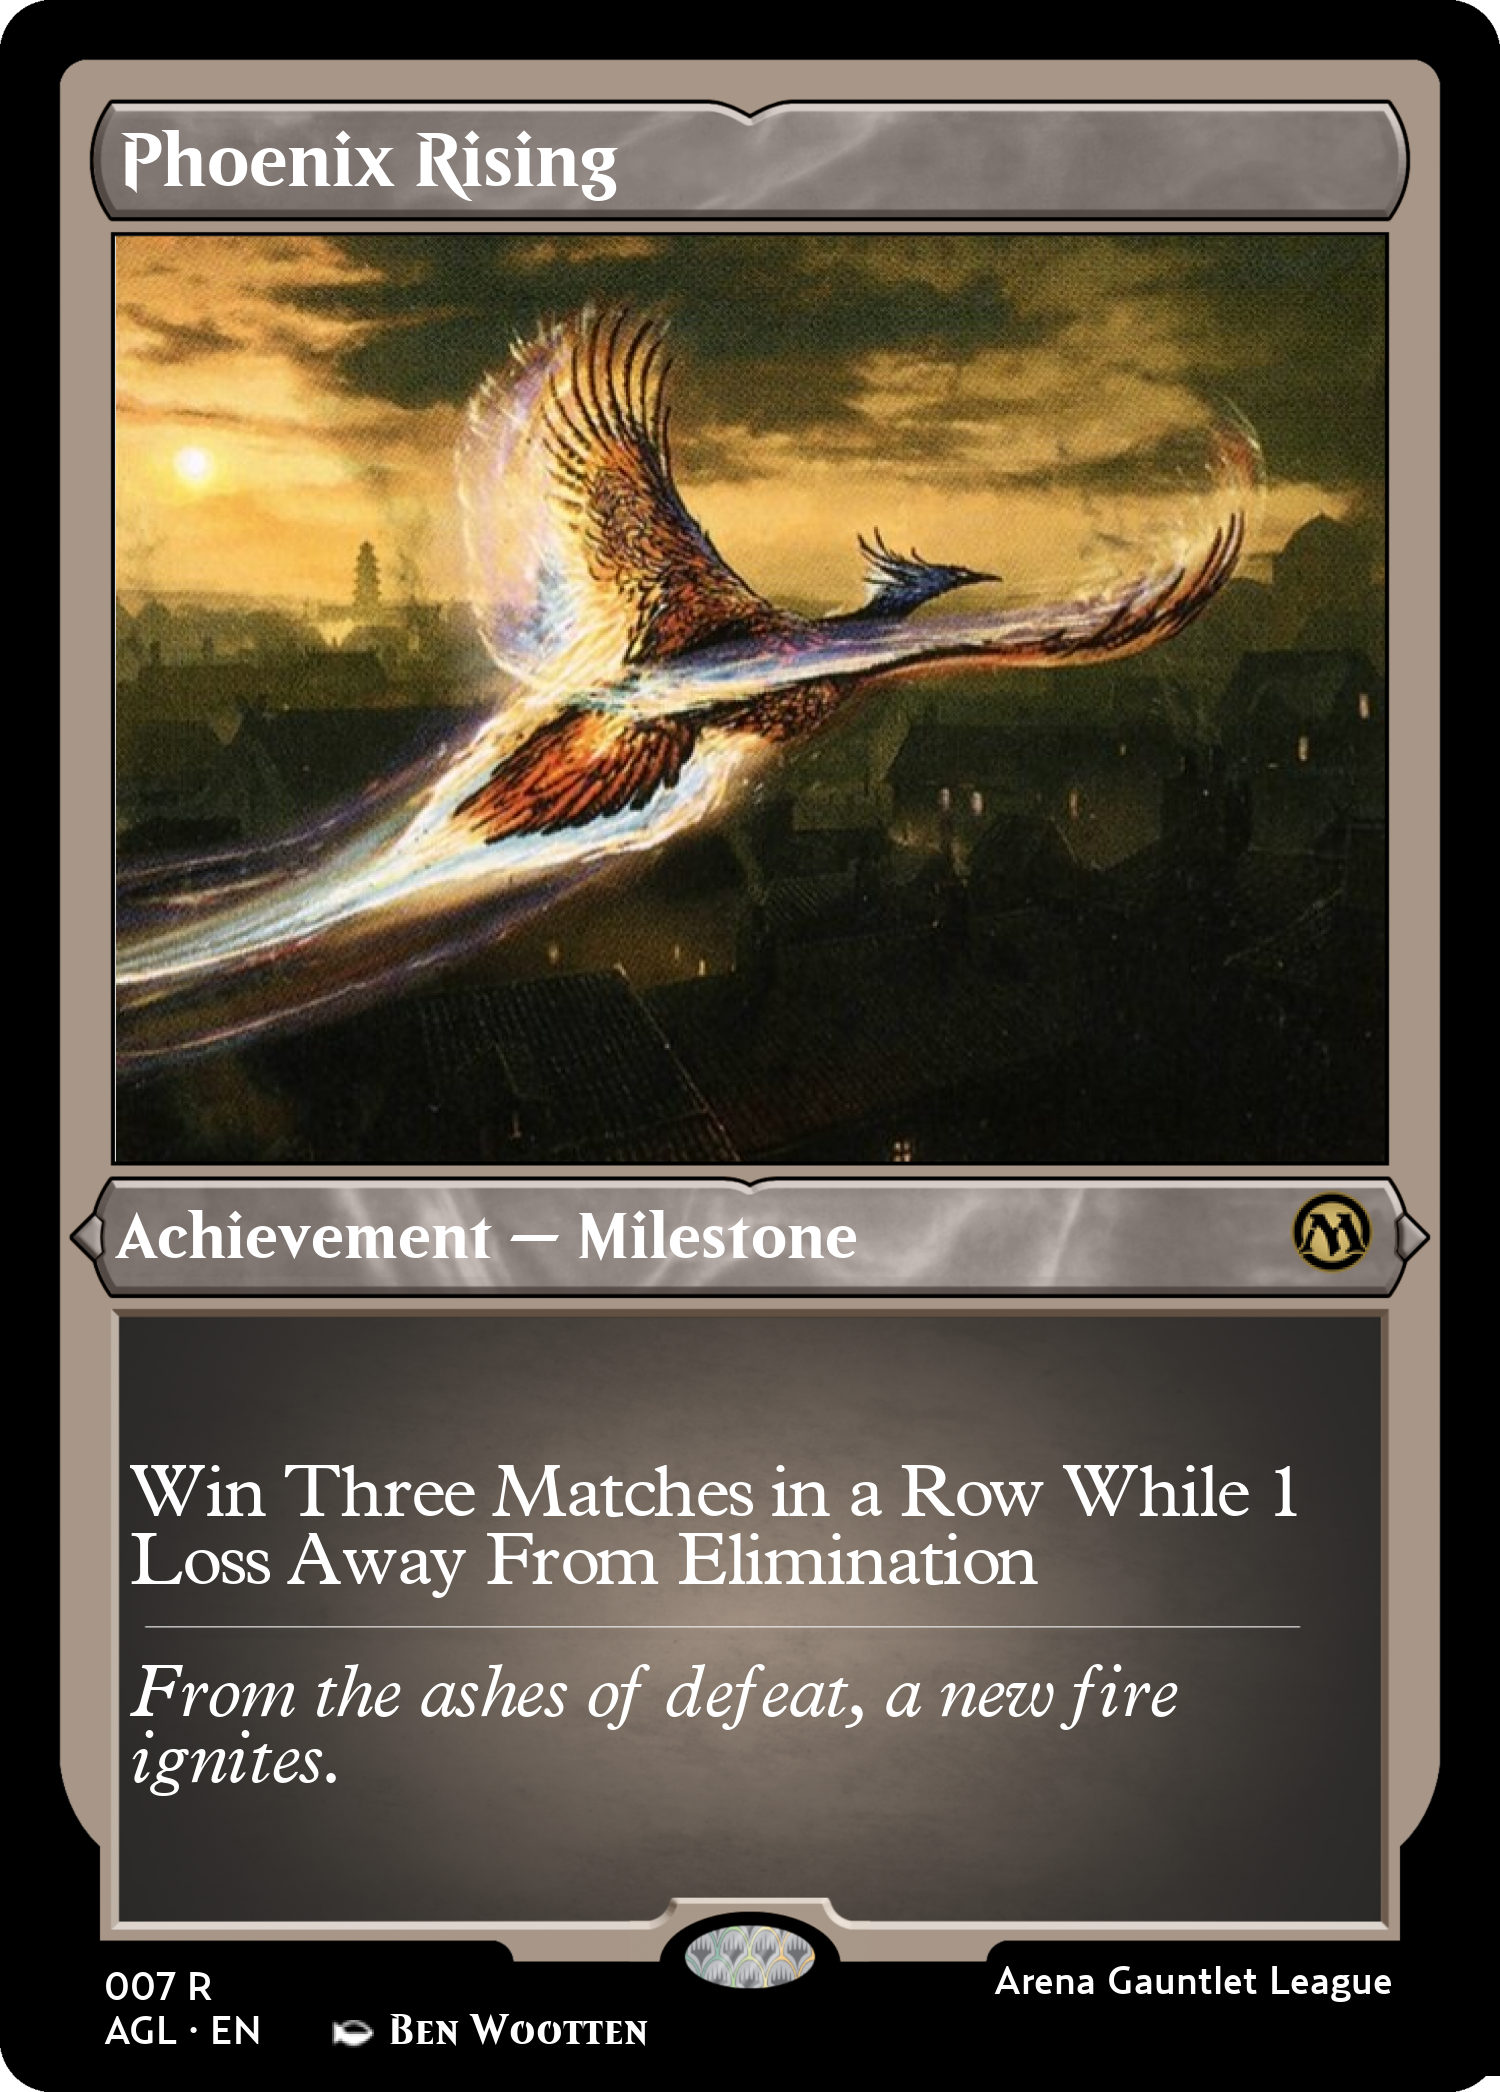 Phoenix Rising
Achievement — Milestone
M
Win Three Matches in a Row While 1
Loss Away From Elimination
From the ashes of defeat, a new fire
ignites.
007 R
Arena Gauntlet League
AGL · EN
Ben Wootten